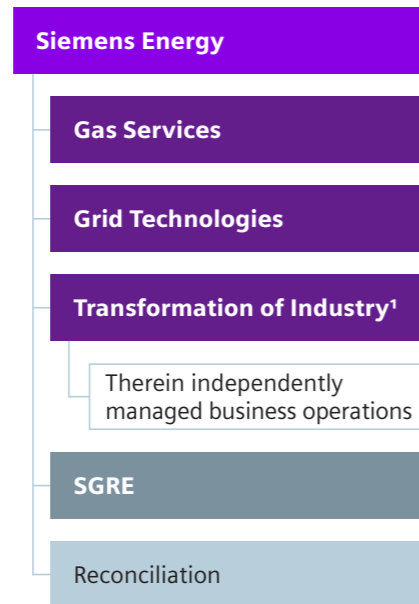 Siemens Energy
Gas Services
Grid Technologies
Transformation of Industry¹
Therein independently
managed business operations
SGRE
Reconciliation